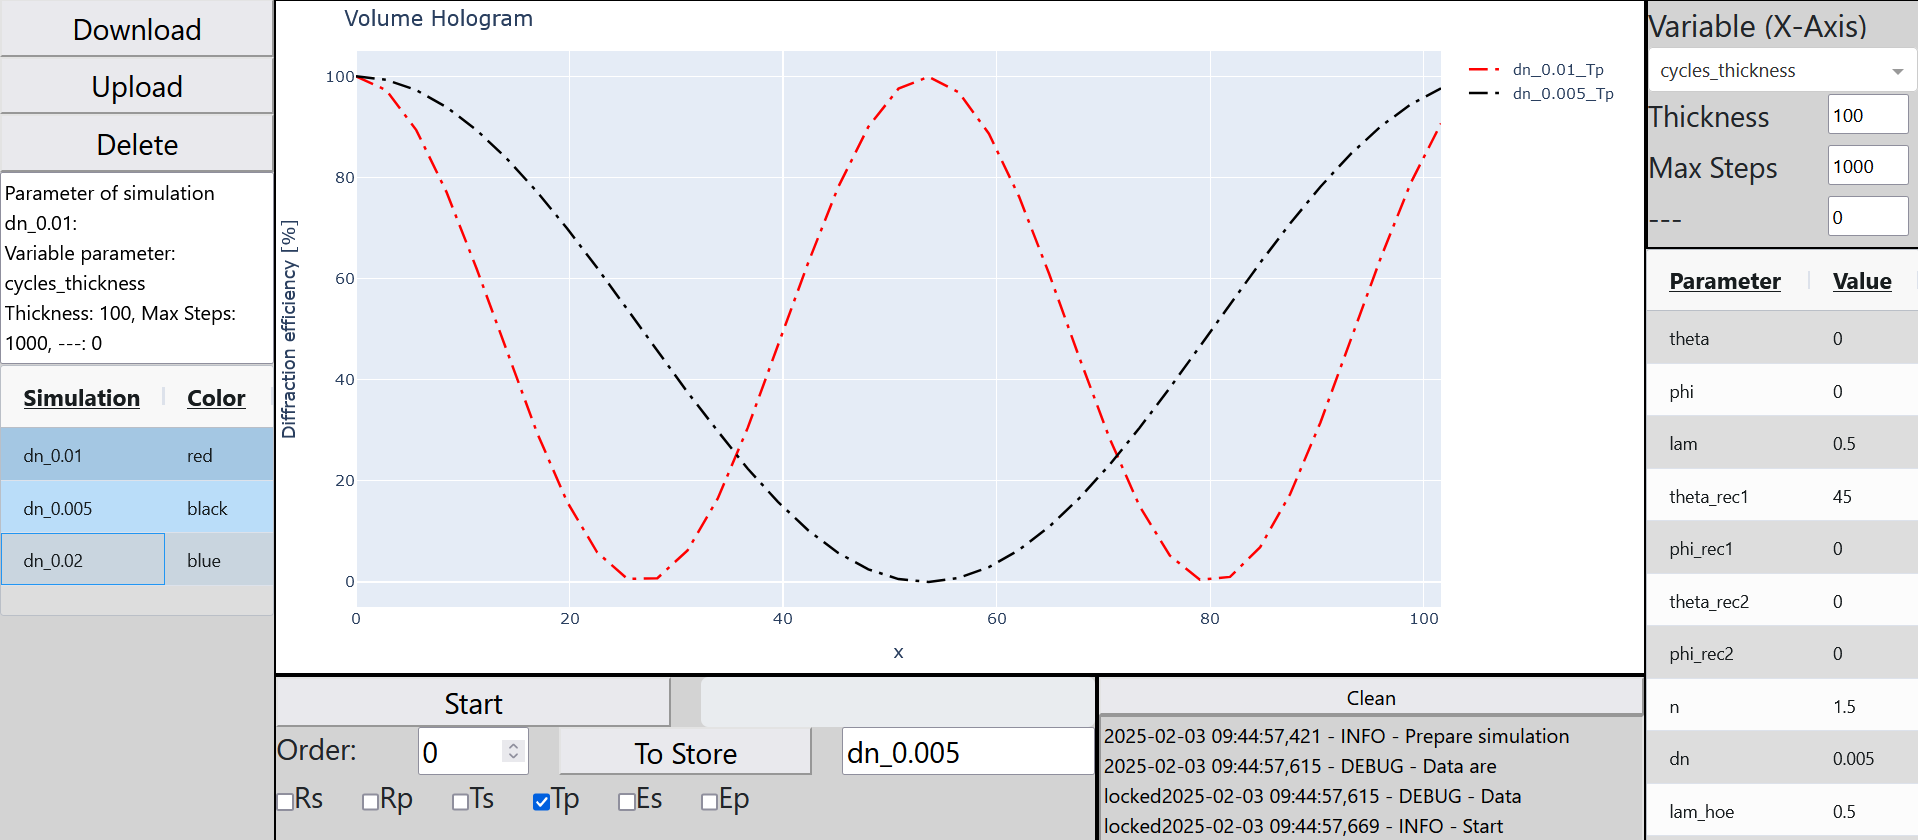 Download
Upload
Delete
Parameter of simulation
dn_0.01:
Variable parameter:
cycles_thickness
Thickness: 100, Max Steps:
1000, ---: 0
Simulation Color
dn_0.01 red
dn_0.005 black
dn_0.02 blue
Volume Hologram
Diffraction efficiency [%]
100
80
60
40
20
0
0 20 40 60 80 100
x
dn_0.01_Tp
dn_0.005_Tp
Start
Order: 0 To Store dn_0.005
Rs Rp Ts Tp Es Ep
Clean
2025-02-03 09:44:57,421 - INFO - Prepare simulation
2025-02-03 09:44:57,615 - DEBUG - Data are
locked2025-02-03 09:44:57,615 - DEBUG - Data
locked2025-02-03 09:44:57,669 - INFO - Start
Variable (X-Axis)
cycles_thickness
Thickness 100
Max Steps 1000
--- 0
Parameter Value
theta 0
phi 0
lam 0.5
theta_rec1 45
phi_rec1 0
theta_rec2 0
phi_rec2 0
n 1.5
dn 0.005
lam_hoe 0.5